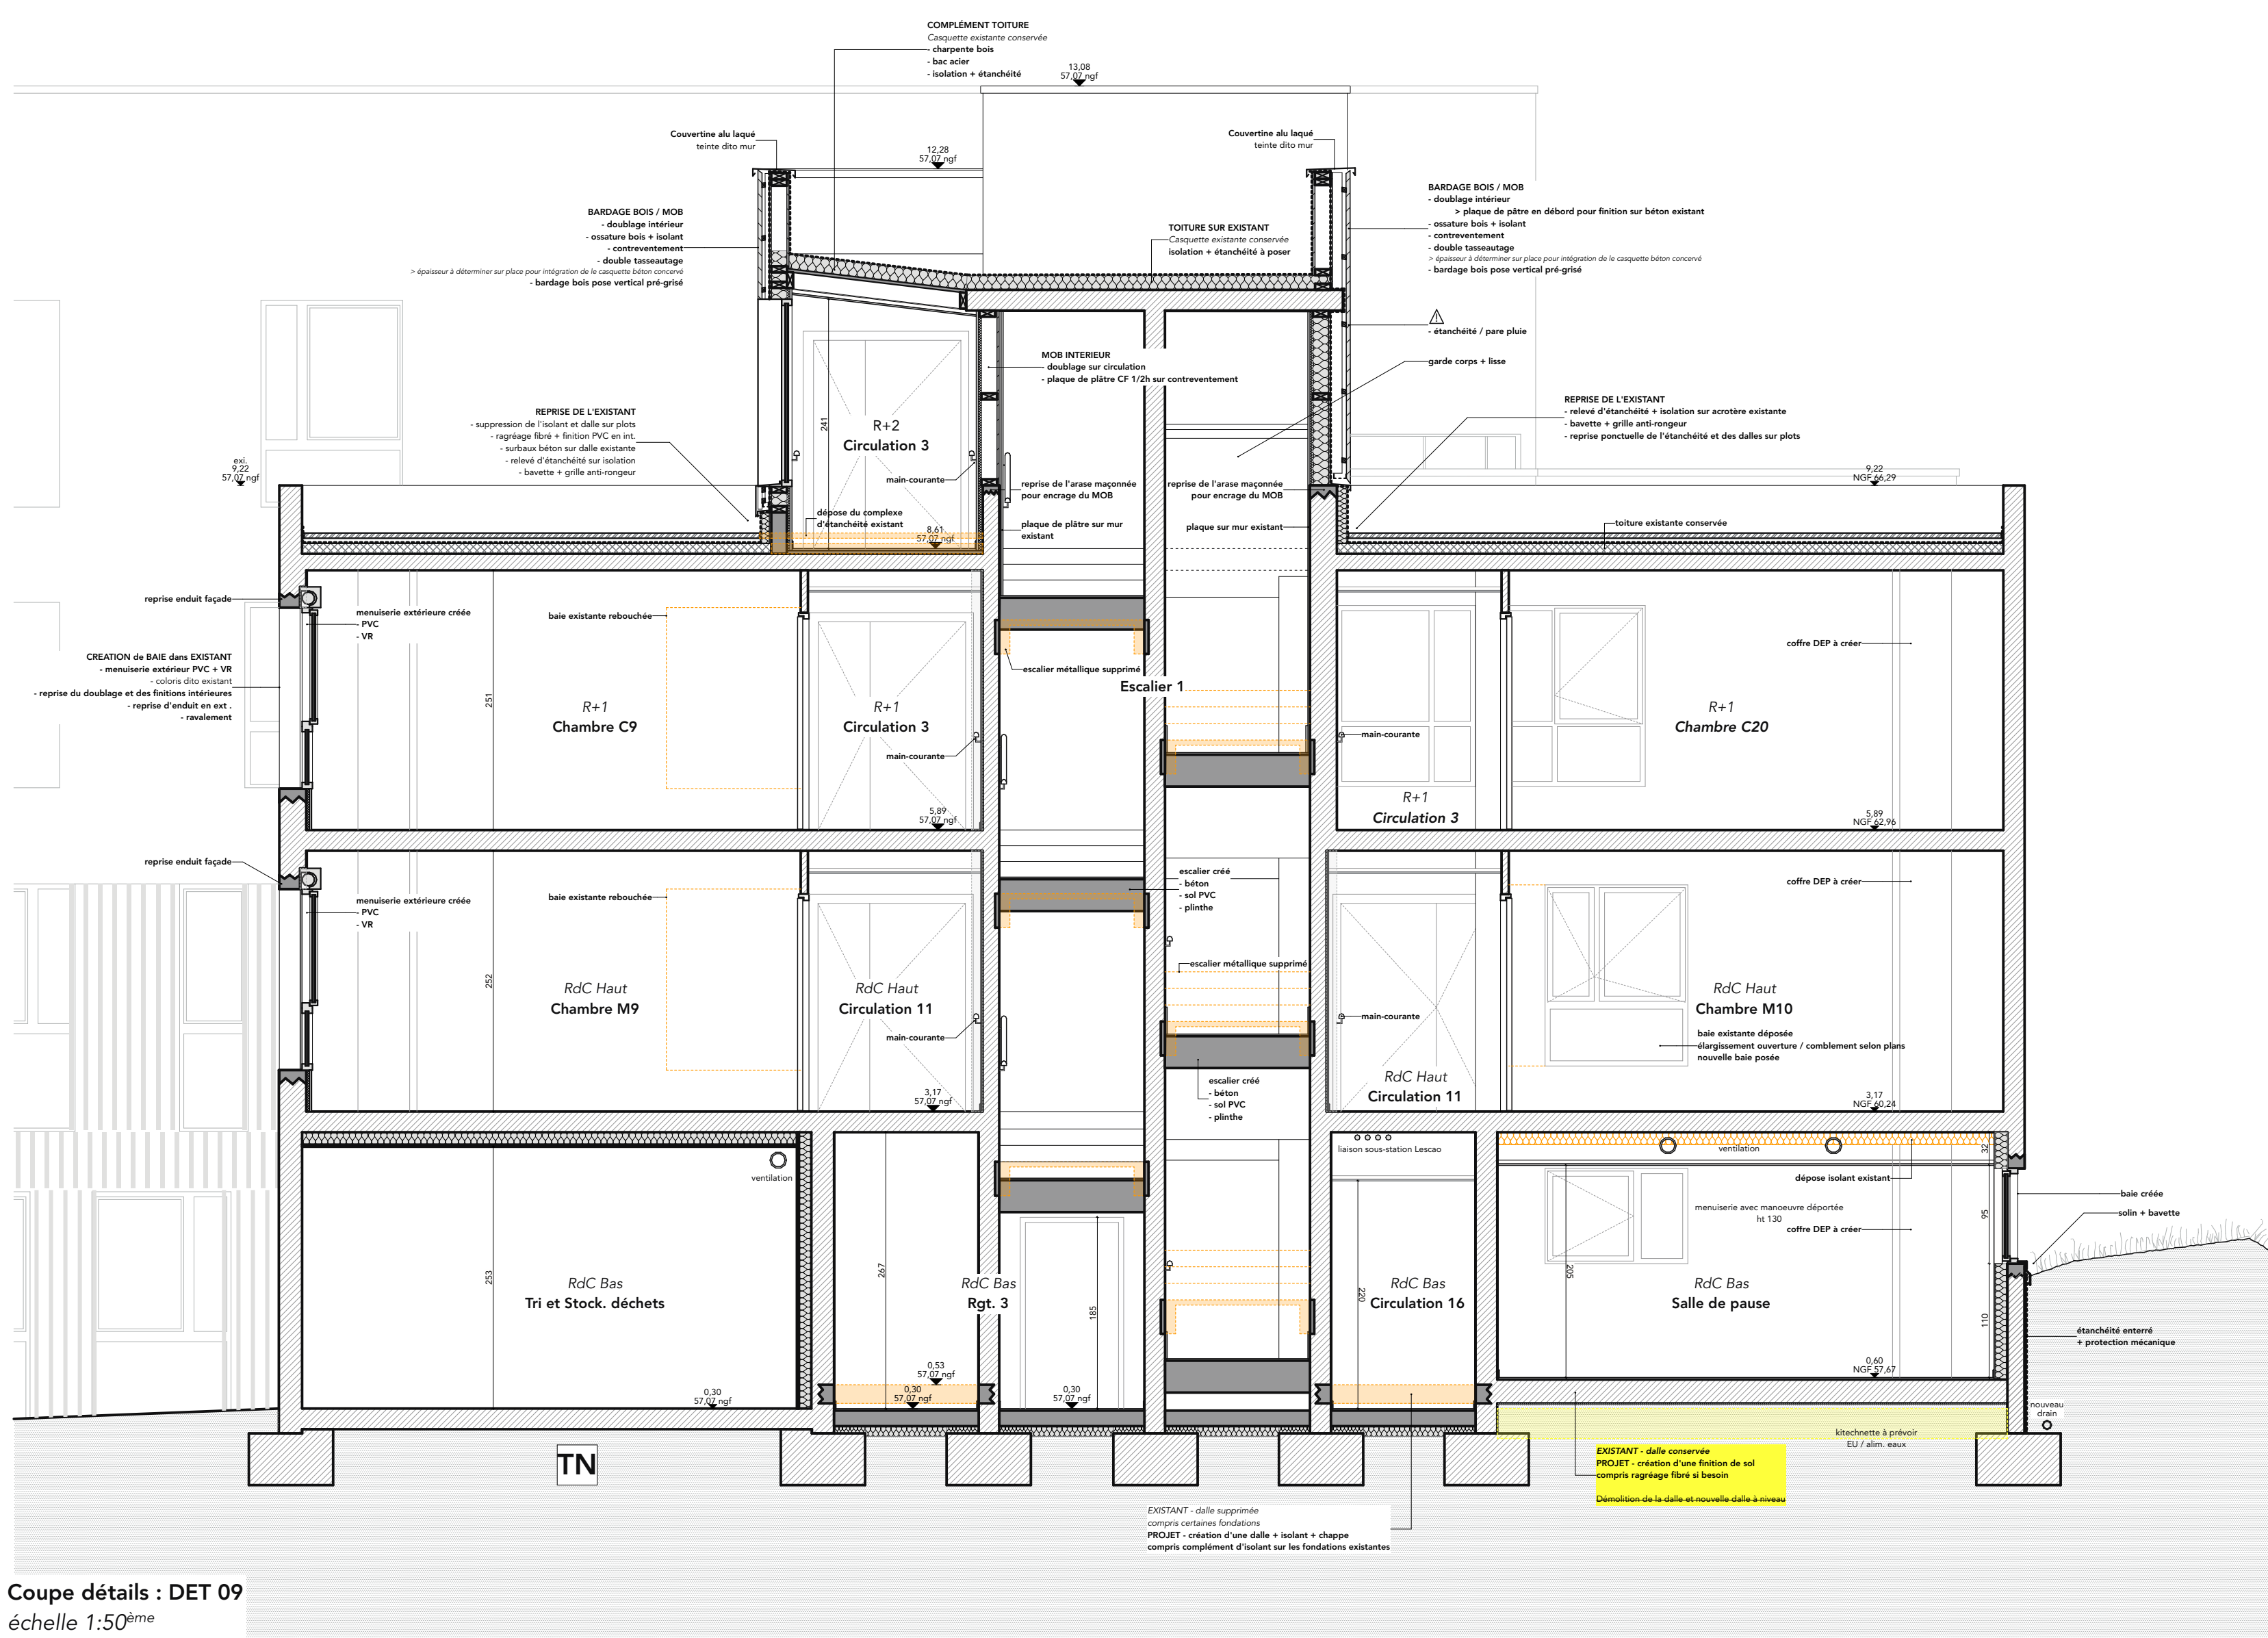 COMPLÉMENT TOITURE
Casquette existante conservée
- charpente bois
- bac acier
- isolation + étanchéité
13,08
57,07 ngf
Couvertine alu laqué
teinte dito mur
12,28
57,07 ngf
Couvertine alu laqué
teinte dito mur
BARDAGE BOIS / MOB
- doublage intérieur
- ossature bois + isolant
- contreventement
- double tasseautage
> épaisseur à déterminer sur place pour intégration de le casquette béton concervé
- bardage bois pose vertical pré-grisé
TOITURE SUR EXISTANT
Casquette existante conservée
isolation + étanchéité à poser
BARDAGE BOIS / MOB
- doublage intérieur
> plaque de pâtre en débord pour finition sur béton existant
- ossature bois + isolant
- contreventement
- double tasseautage
> épaisseur à déterminer sur place pour intégration de le casquette béton concervé
- bardage bois pose vertical pré-grisé
- étanchéité / pare pluie
garde corps + lisse
MOB INTERIEUR
- doublage sur circulation
- plaque de plâtre CF 1/2h sur contreventement
REPRISE DE L'EXISTANT
- suppression de l'isolant et dalle sur plots
- ragréage fibré + finition PVC en int.
- surbaux béton sur dalle existante
- relevé d'étanchéité sur isolation
- bavette + grille anti-rongeur
REPRISE DE L'EXISTANT
- relevé d'étanchéité + isolation sur acrotère existante
- bavette + grille anti-rongeur
- reprise ponctuelle de l'étanchéité et des dalles sur plots
241
R+2
Circulation 3
main-courante
exi.
9,22
57,07 ngf
9,22
NGF 66,29
reprise de l'arase maçonnée
pour encrage du MOB
reprise de l'arase maçonnée
pour encrage du MOB
dépose du complexe
d'étanchéité existant
8,61
57,07 ngf
plaque de plâtre sur mur
existant
plaque sur mur existant
toiture existante conservée
reprise enduit façade
menuiserie extérieure créée
- PVC
- VR
baie existante rebouchée
CREATION de BAIE dans EXISTANT
- menuiserie extérieur PVC + VR
- coloris dito existant
- reprise du doublage et des finitions intérieures
- reprise d'enduit en ext .
- ravalement
251
R+1
Chambre C9
R+1
Circulation 3
main-courante
5,89
57,07 ngf
escalier métallique supprimé
Escalier 1
main-courante
R+1
Circulation 3
coffre DEP à créer
R+1
Chambre C20
5,89
NGF 62,96
reprise enduit façade
menuiserie extérieure créée
- PVC
- VR
baie existante rebouchée
252
RdC Haut
Chambre M9
RdC Haut
Circulation 11
main-courante
3,17
57,07 ngf
escalier créé
- béton
- sol PVC
- plinthe
escalier métallique supprimé
escalier créé
- béton
- sol PVC
- plinthe
main-courante
RdC Haut
Circulation 11
coffre DEP à créer
RdC Haut
Chambre M10
baie existante déposée
élargissement ouverture / comblement selon plans
nouvelle baie posée
3,17
NGF 60,24
253
RdC Bas
Tri et Stock. déchets
ventilation
0,30
57,07 ngf
267
RdC Bas
Rgt. 3
185
0,53
57,07 ngf
0,30
57,07 ngf
0,30
57,07 ngf
liaison sous-station Lescao
220
RdC Bas
Circulation 16
ventilation
dépose isolant existant
menuiserie avec manoeuvre déportée
ht 130
coffre DEP à créer
205
RdC Bas
Salle de pause
32
95
110
0,60
NGF 57,67
baie créée
solin + bavette
étanchéité enterré
+ protection mécanique
nouveau
drain
kitechnette à prévoir
EU / alim. eaux
TN
EXISTANT - dalle conservée
PROJET - création d'une finition de sol
compris ragréage fibré si besoin
Démolition de la dalle et nouvelle dalle à niveau
EXISTANT - dalle supprimée
compris certaines fondations
PROJET - création d'une dalle + isolant + chappe
compris complément d'isolant sur les fondations existantes
Coupe détails : DET 09
échelle 1:50ème